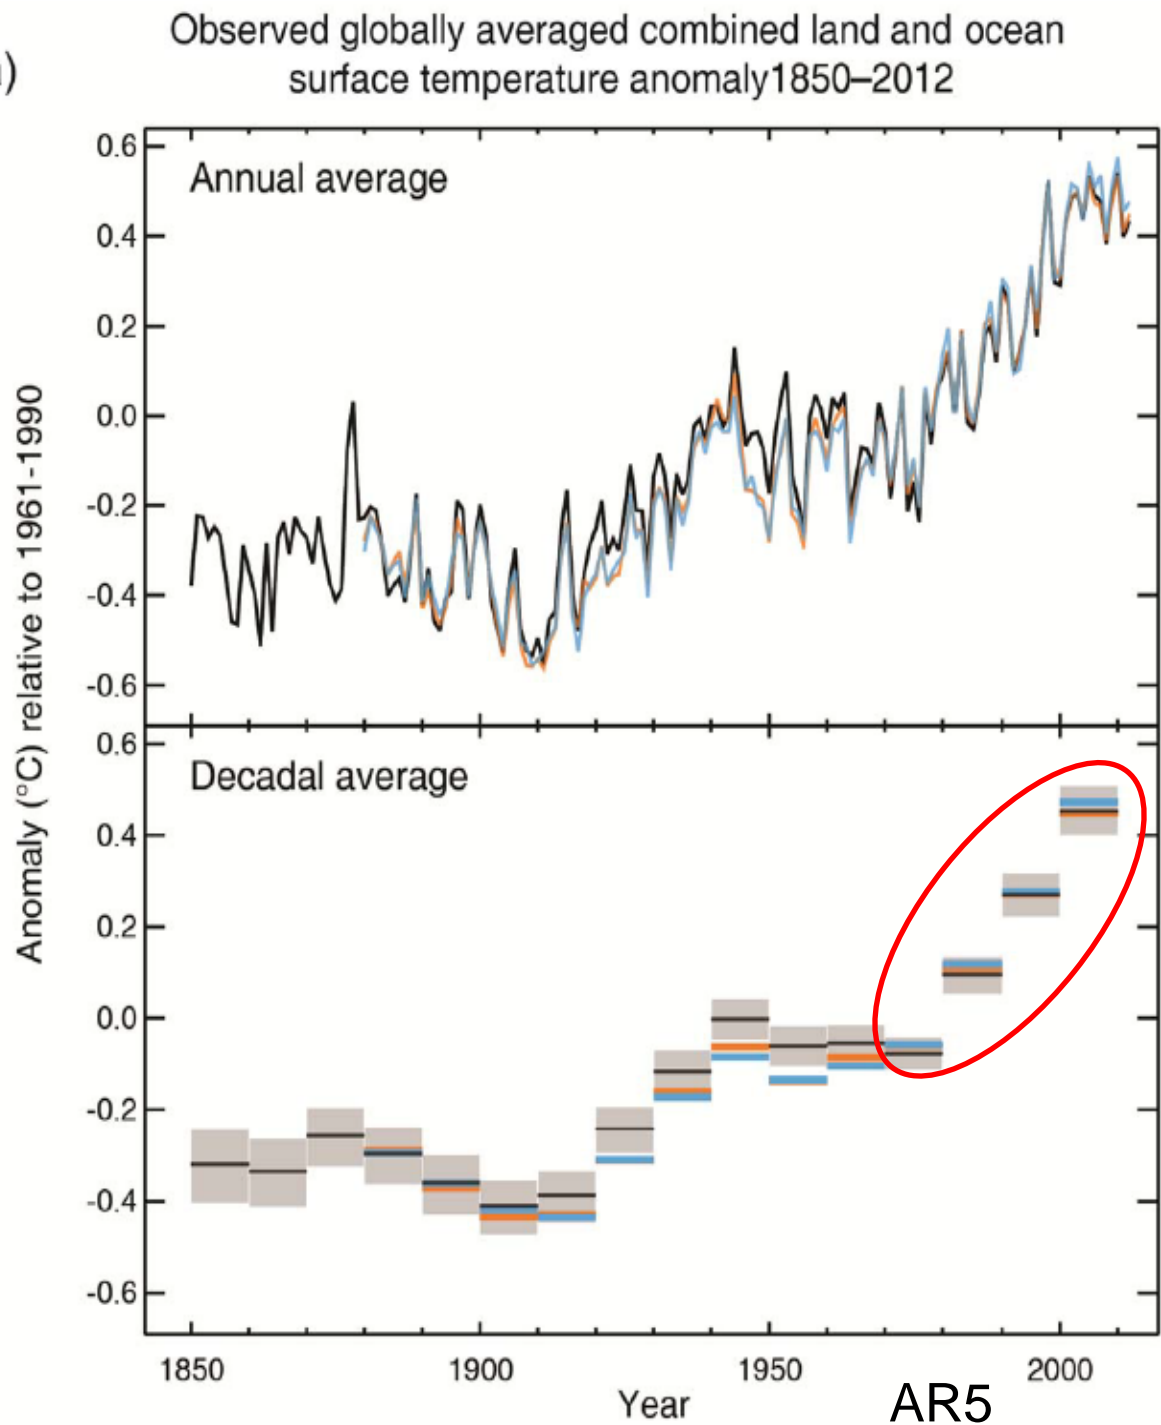 Observed globally averaged combined land and ocean
surface temperature anomaly1850–2012
)
Annual average
0.6
0.4
0.2
0.0
-0.2
-0.4
-0.6
Anomaly (°C) relative to 1961-1990
Decadal average
0.6
0.4
0.2
0.0
-0.2
-0.4
-0.6
1850 1900 1950 2000
Year
AR5